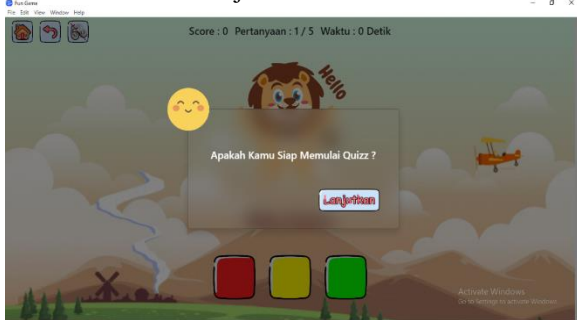 Fun Game
File Edit View Window Help
Score : 0 Pertanyaan : 1 / 5 Waktu : 0 Detik
Hello
Apakah Kamu Siap Memulai Quizz ?
Lanjutkan
Activate Windows
Go to Settings to activate Windows.